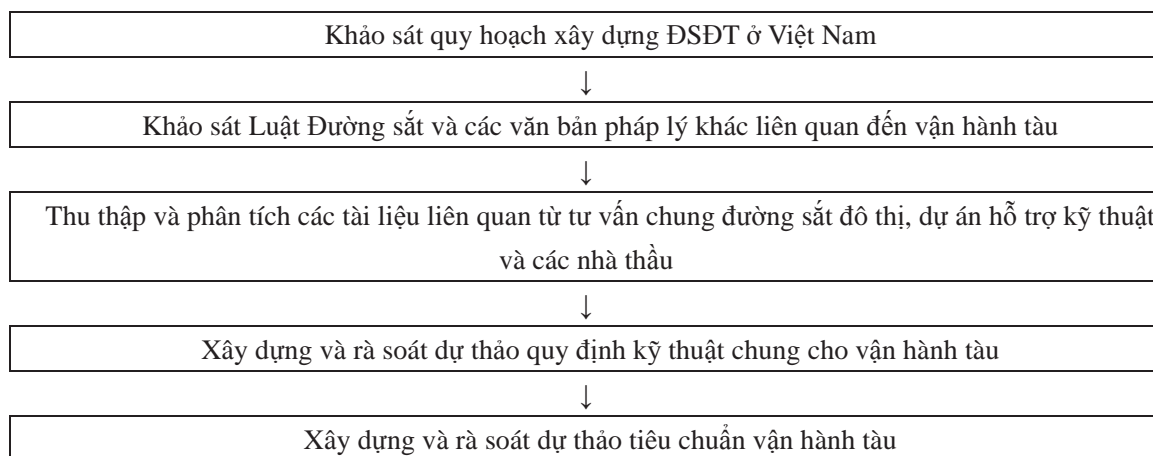 Khảo sát quy hoạch xây dựng ĐSĐT ở Việt Nam
↓
Khảo sát Luật Đường sắt và các văn bản pháp lý khác liên quan đến vận hành tàu
↓
Thu thập và phân tích các tài liệu liên quan từ tư vấn chung đường sắt đô thị, dự án hỗ trợ kỹ thuật
và các nhà thầu
↓
Xây dựng và rà soát dự thảo quy định kỹ thuật chung cho vận hành tàu
↓
Xây dựng và rà soát dự thảo tiêu chuẩn vận hành tàu